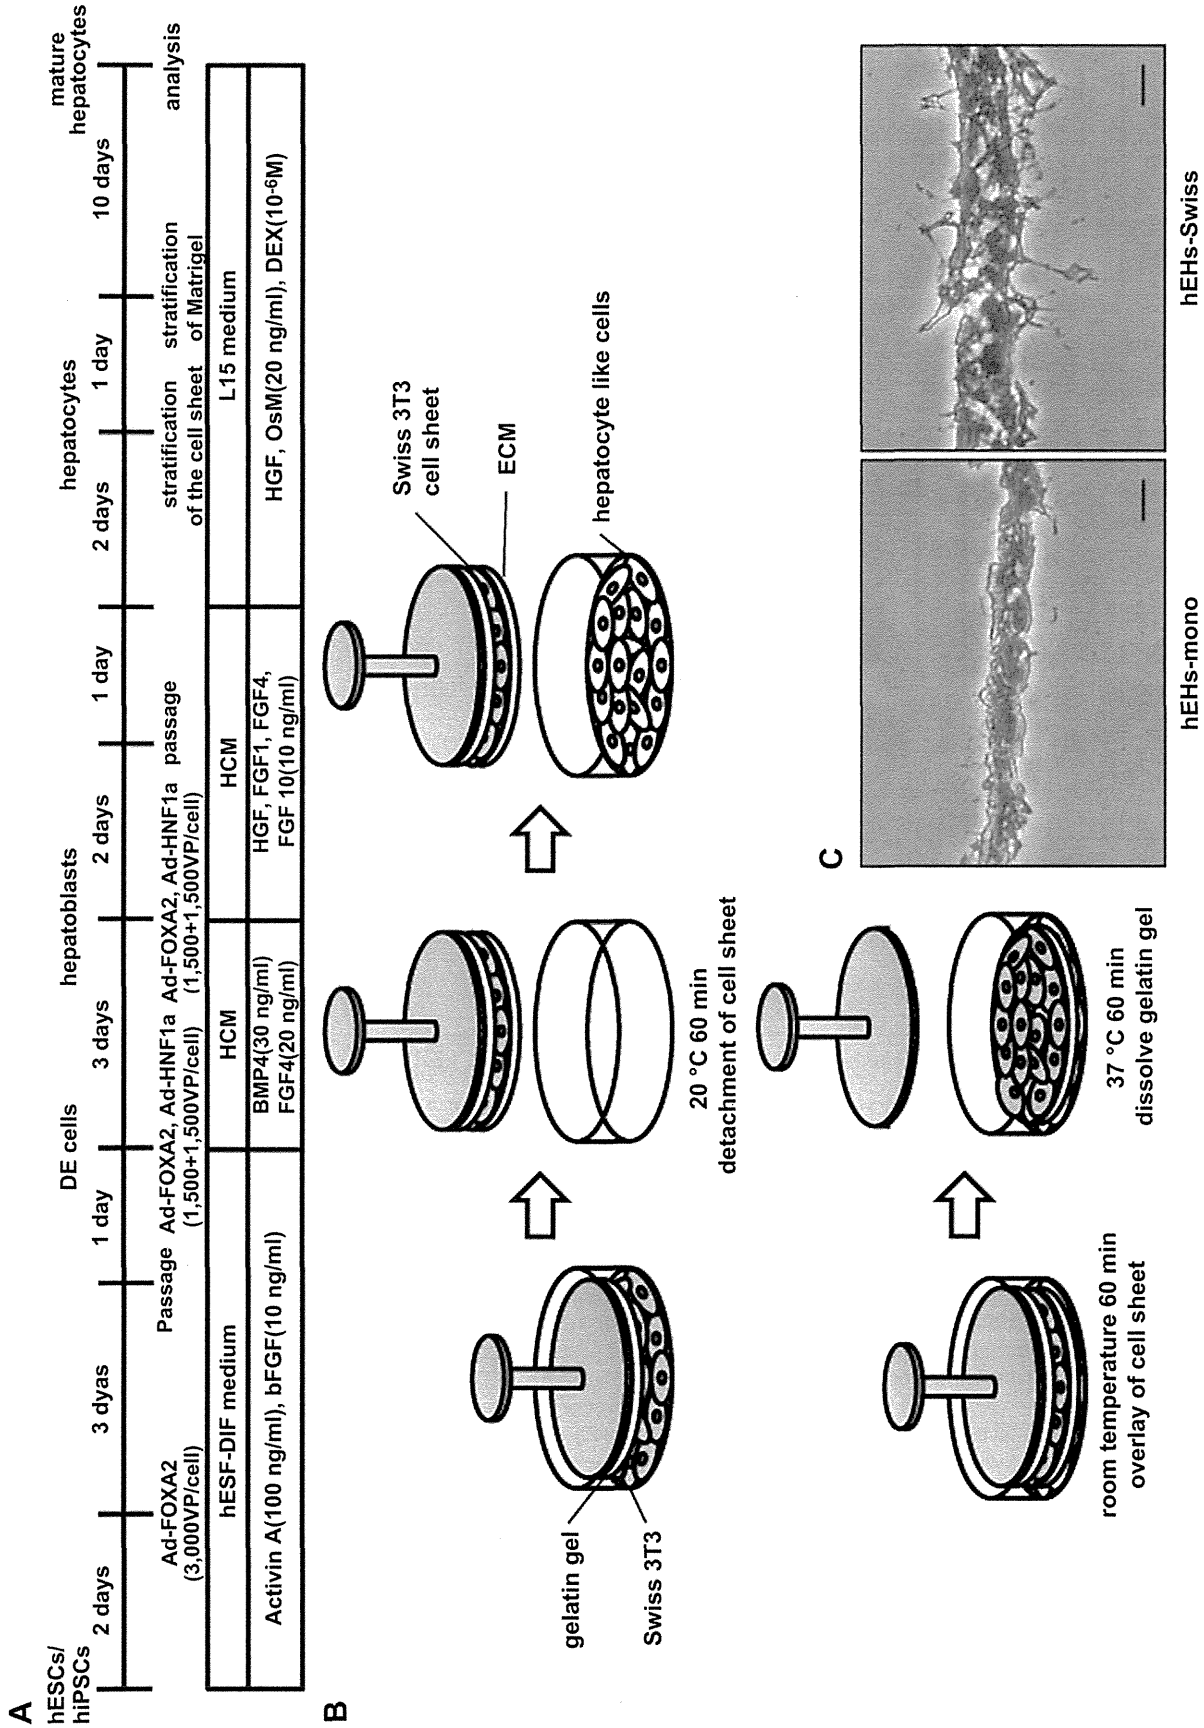 A
hESCs/
hiPSCs
DE cells
hepatoblasts
hepatocytes
mature
hepatocytes
2 days
3 dyas
1 day
3 days
2 days
1 day
2 days
1 day
10 days
Ad-FOXA2
(3,000VP/cell)
Passage
Ad-FOXA2, Ad-HNF1a
(1,500+1,500VP/cell)
Ad-FOXA2, Ad-HNF1a
(1,500+1,500VP/cell)
passage
stratification
of the cell sheet
stratification
of Matrigel
analysis
hESF-DIF medium
HCM
HCM
L15 medium
Activin A(100 ng/ml), bFGF(10 ng/ml)
BMP4(30 ng/ml)
FGF4(20 ng/ml)
HGF, FGF1, FGF4,
FGF 10(10 ng/ml)
HGF, OsM(20 ng/ml), DEX(10-6M)
B
gelatin gel
Swiss 3T3
20 °C 60 min
detachment of cell sheet
Swiss 3T3
cell sheet
ECM
hepatocyte like cells
room temperature 60 min
overlay of cell sheet
37 °C 60 min
dissolve gelatin gel
C
hEHs-mono
hEHs-Swiss